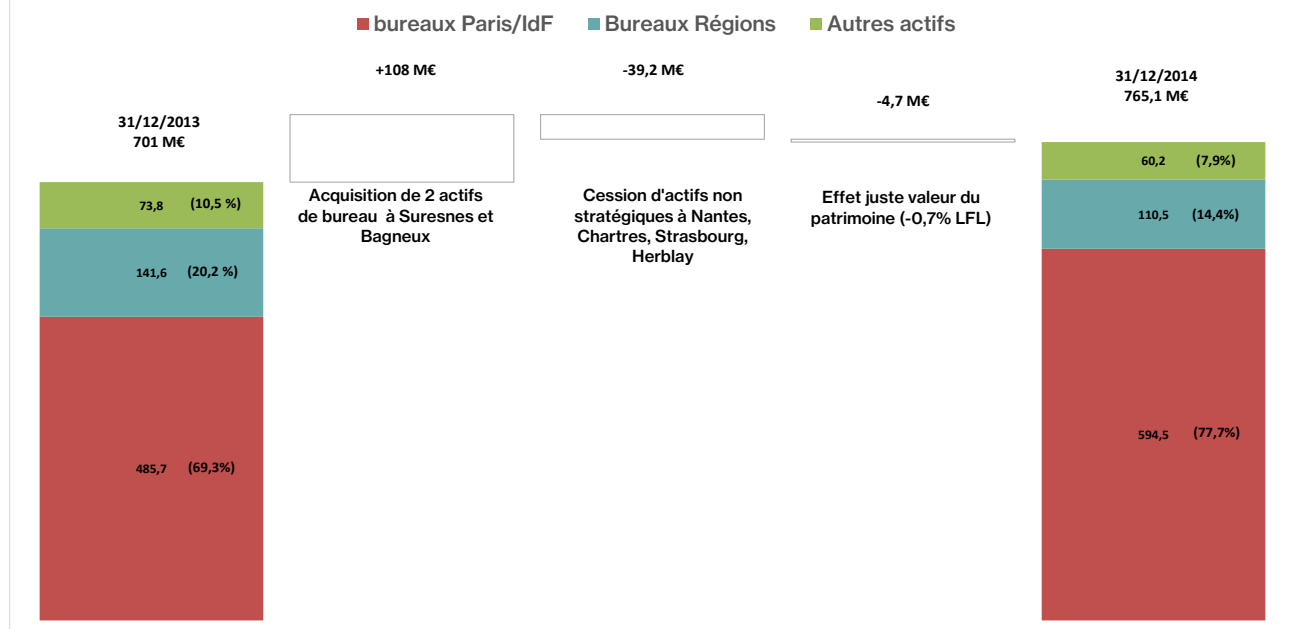 bureaux Paris/IdF Bureaux Régions Autres actifs
31/12/2013
701 M€
73,8 (10,5 %)
141,6 (20,2 %)
485,7 (69,3%)
+108 M€
Acquisition de 2 actifs
de bureau à Suresnes et
Bagneux
-39,2 M€
Cession d'actifs non
stratégiques à Nantes,
Chartres, Strasbourg,
Herblay
-4,7 M€
Effet juste valeur du
patrimoine (-0,7% LFL)
31/12/2014
765,1 M€
60,2 (7,9%)
110,5 (14,4%)
594,5 (77,7%)